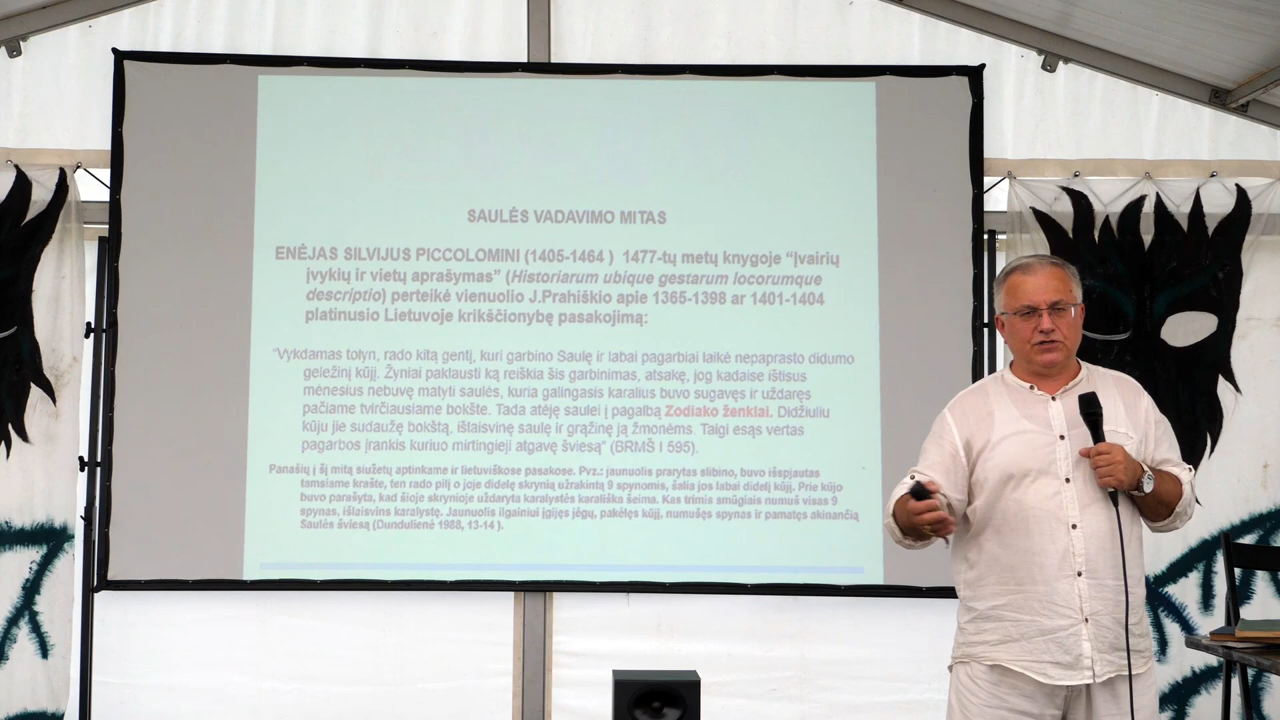 SAULĖS VADAVIMO MITAS
ENĖJAS SILVIJUS PICCOLOMINI (1405-1464 ) 1477-tų metų knygoje “Įvairių
įvykių ir vietų aprašymas” (Historiarum ubique gestarum locorumque
descriptio) perteikė vienuolio J.Prahiškio apie 1365-1398 ar 1401-1404
platinusio Lietuvoje krikščionybę pasakojimą:
“Vykdamas tolyn, rado kitą gentį, kuri garbino Saulę ir labai pagarbiai laikė nepaprasto didumo
geležinį kūjį. Žyniai paklausti ką reiškia šis garbinimas, atsakę, jog kadaise ištisus
mėnesius nebuvę matyti saulės, kuria galingasis karalius buvo sugavęs ir uždaręs
pačiame tvirčiausiame bokšte. Tada atėję saulei į pagalbą Zodiako ženklai. Didžiuliu
kūju jie sudaužę bokštą, išlaisvinę saulę ir grąžinę ją žmonėms. Taigi esąs vertas
pagarbos įrankis kuriuo mirtingieji atgavę šviesą” (BRMŠ I 595).
Panašių į šį mitą siužetų aptinkame ir lietuviškose pasakose. Pvz.: jaunuolis prarytas slibino, buvo išspjautas
tamsiame krašte, ten rado pilį o joje didelę skrynią užrakintą 9 spynomis, šalia jos labai didelį kūjį. Prie kūjo
buvo parašyta, kad šioje skrynioje uždaryta karalystės karališka šeima. Kas trimis smūgiais numuš visas 9
spynas, išlaisvins karalystę. Jaunuolis ilgainiui įgijęs jėgų, pakėlęs kūjį, numušęs spynas ir pamatęs akinančią
Saulės šviesą (Dundulienė 1988, 13-14 ).